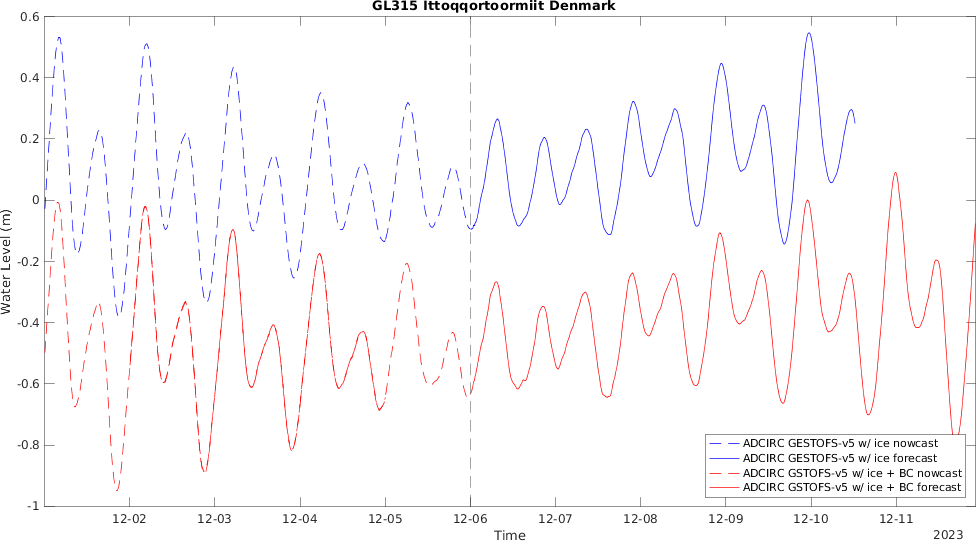 GL315 Ittoqqortoormiit Denmark
0.6
0.4
0.2
0
-0.2
-0.4
-0.6
-0.8
-1
Water Level (m)
ADCIRC GESTOFS-v5 w/ ice nowcast
ADCIRC GESTOFS-v5 w/ ice forecast
ADCIRC GSTOFS-v5 w/ ice + BC nowcast
ADCIRC GSTOFS-v5 w/ ice + BC forecast
12-02 12-03 12-04 12-05 12-06 12-07 12-08 12-09 12-10 12-11
Time
2023